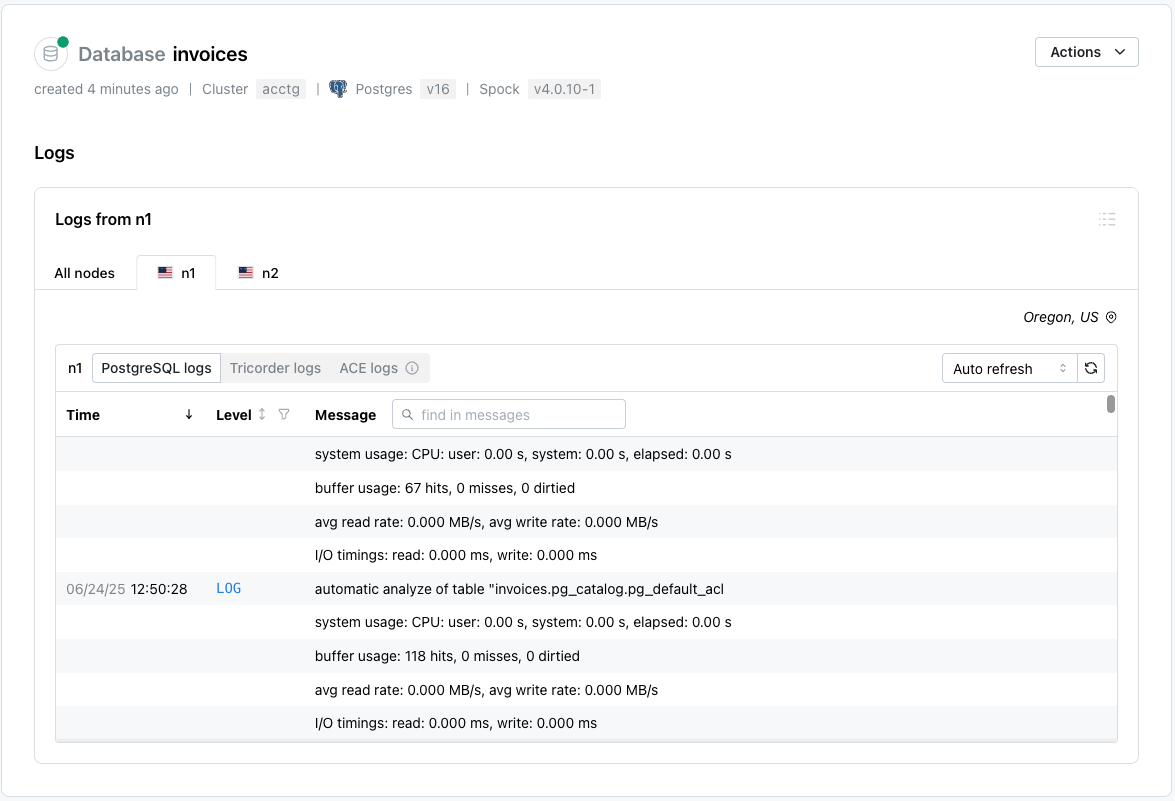 Database invoices
Actions
created 4 minutes ago | Cluster acctg | Postgres v16 | Spock v4.0.10-1
Logs
Logs from n1
All nodes n1 n2
Oregon, US
n1 PostgreSQL logs Tricorder logs ACE logs Auto refresh
Time Level Message find in messages
system usage: CPU: user: 0.00 s, system: 0.00 s, elapsed: 0.00 s
buffer usage: 67 hits, 0 misses, 0 dirtied
avg read rate: 0.000 MB/s, avg write rate: 0.000 MB/s
I/O timings: read: 0.000 ms, write: 0.000 ms
06/24/25 12:50:28 LOG automatic analyze of table "invoices.pg_catalog.pg_default_acl
system usage: CPU: user: 0.00 s, system: 0.00 s, elapsed: 0.00 s
buffer usage: 118 hits, 0 misses, 0 dirtied
avg read rate: 0.000 MB/s, avg write rate: 0.000 MB/s
I/O timings: read: 0.000 ms, write: 0.000 ms